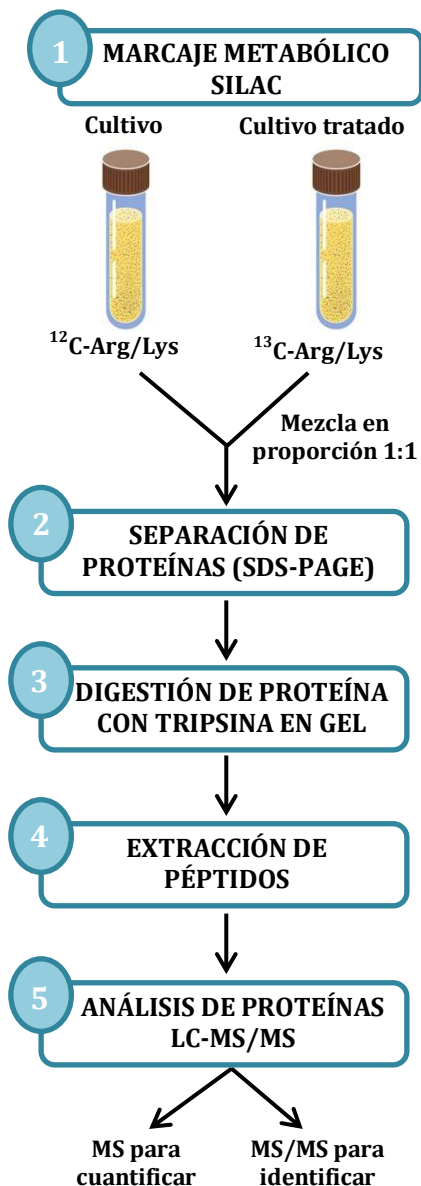 1
MARCAJE METABÓLICO
SILAC
Cultivo
Cultivo tratado
¹²C-Arg/Lys
¹³C-Arg/Lys
Mezcla en
proporción 1:1
2
SEPARACIÓN DE
PROTEÍNAS (SDS-PAGE)
3
DIGESTIÓN DE PROTEÍNA
CON TRIPSINA EN GEL
4
EXTRACCIÓN DE
PÉPTIDOS
5
ANÁLISIS DE PROTEÍNAS
LC-MS/MS
MS para
cuantificar
MS/MS para
identificar